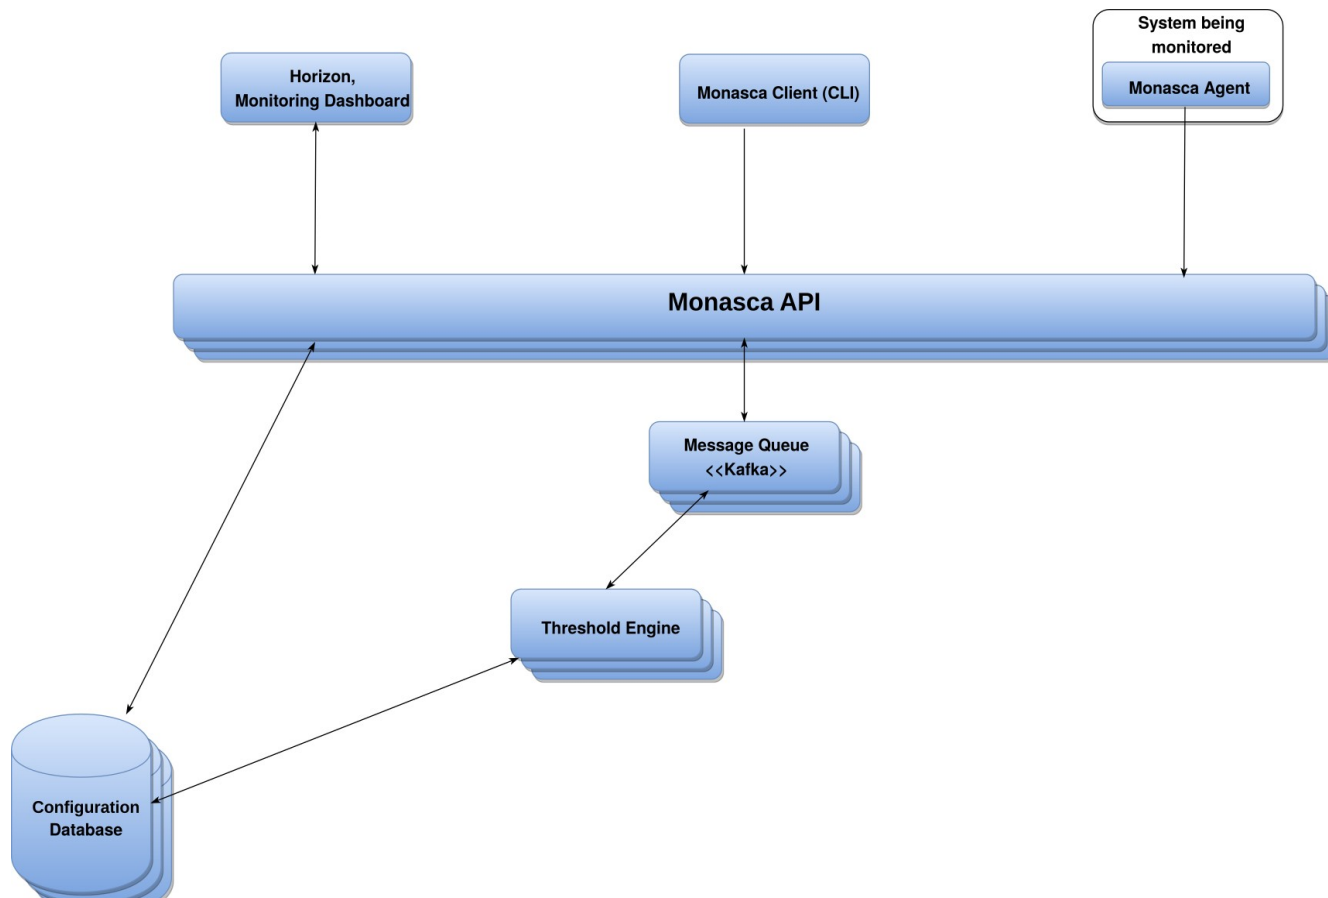 System being
monitored
Horizon,
Monitoring Dashboard
Monasca Client (CLI)
Monasca Agent
Monasca API
Message Queue
<<Kafka>>
Threshold Engine
Configuration
Database